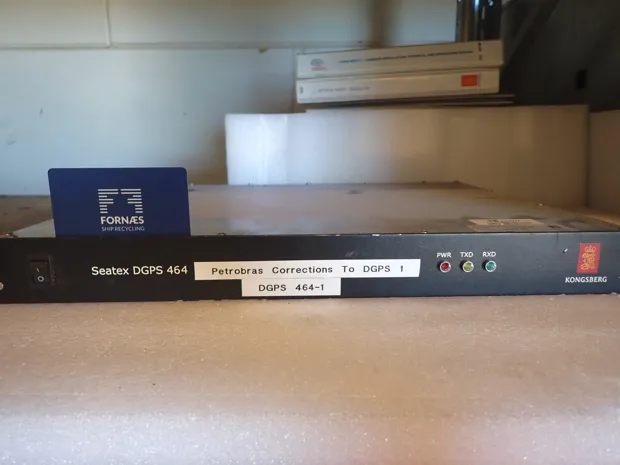 FORNÆS
SHIP RECYCLING
Seatex DGPS 464
Petrobras Corrections To DGPS 1
DGPS 464-1
PWR TXD RXD
KONGSBERG